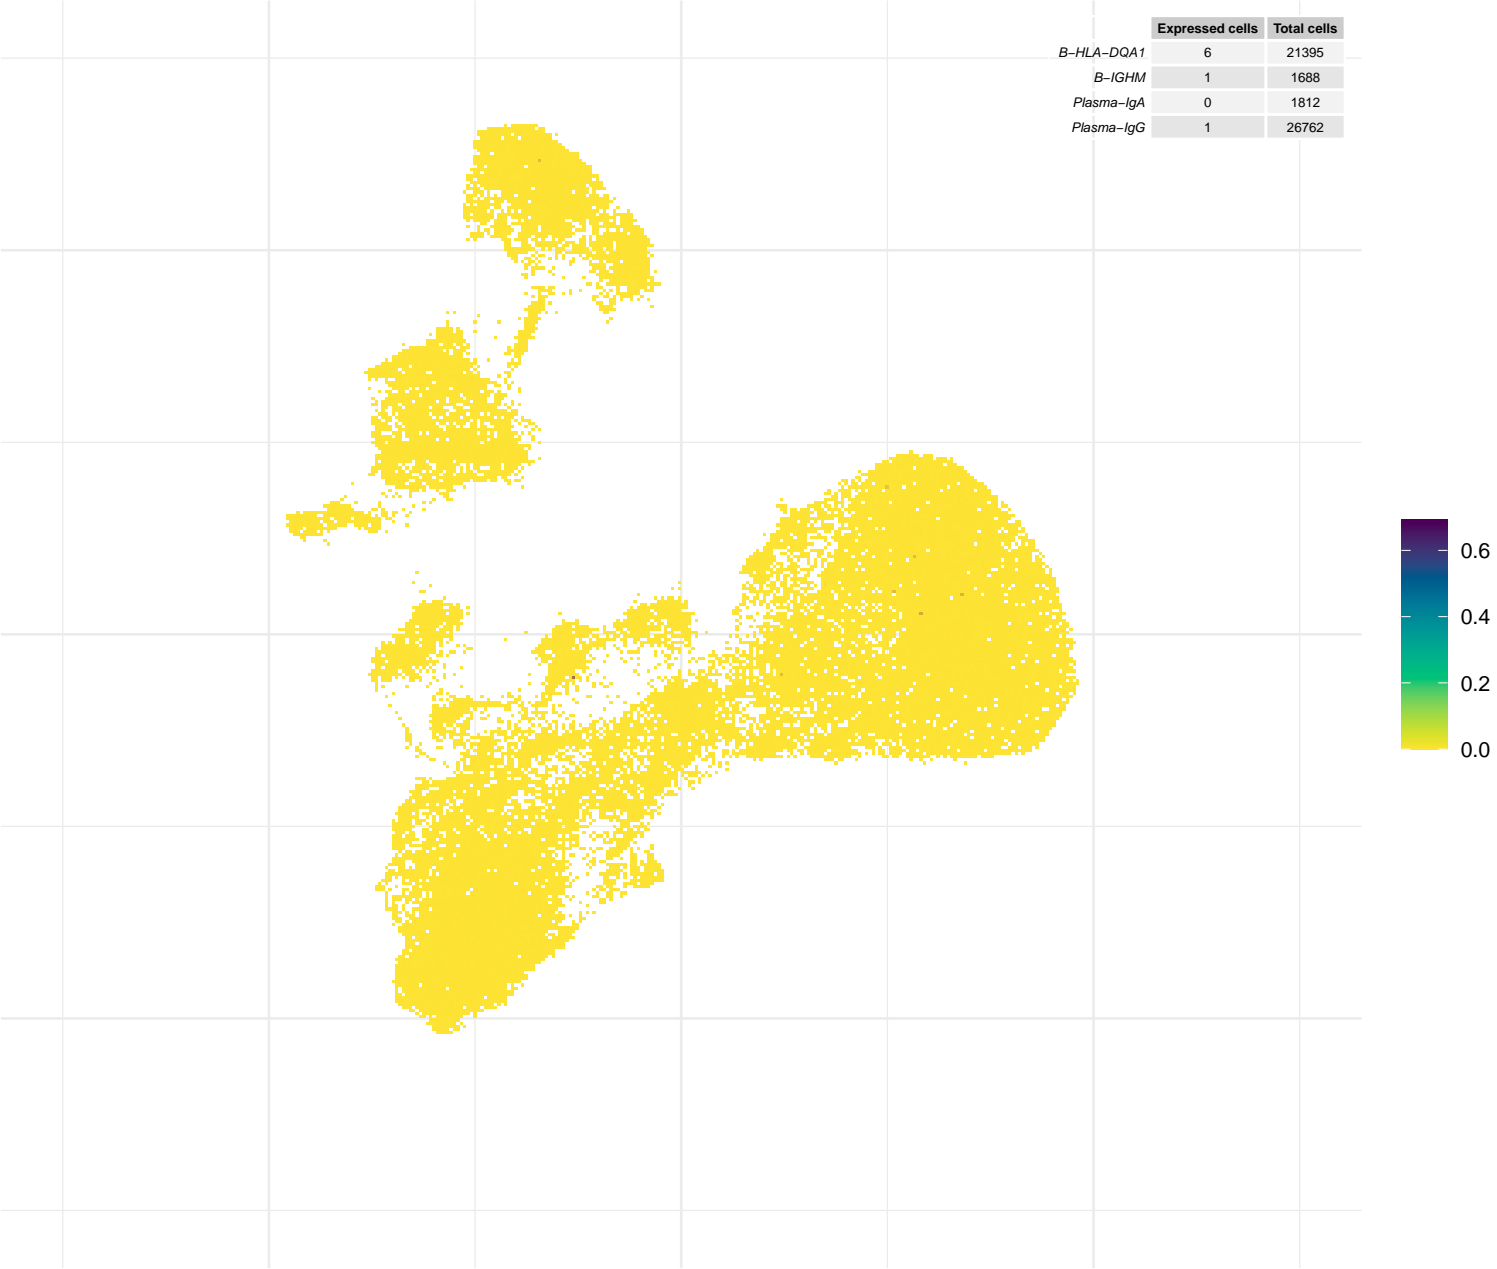 Expressed cells Total cells
B−HLA−DQA1 6 21395
B−IGHM 1 1688
Plasma−IgA 0 1812
Plasma−IgG 1 26762
0.6
0.4
0.2
0.0